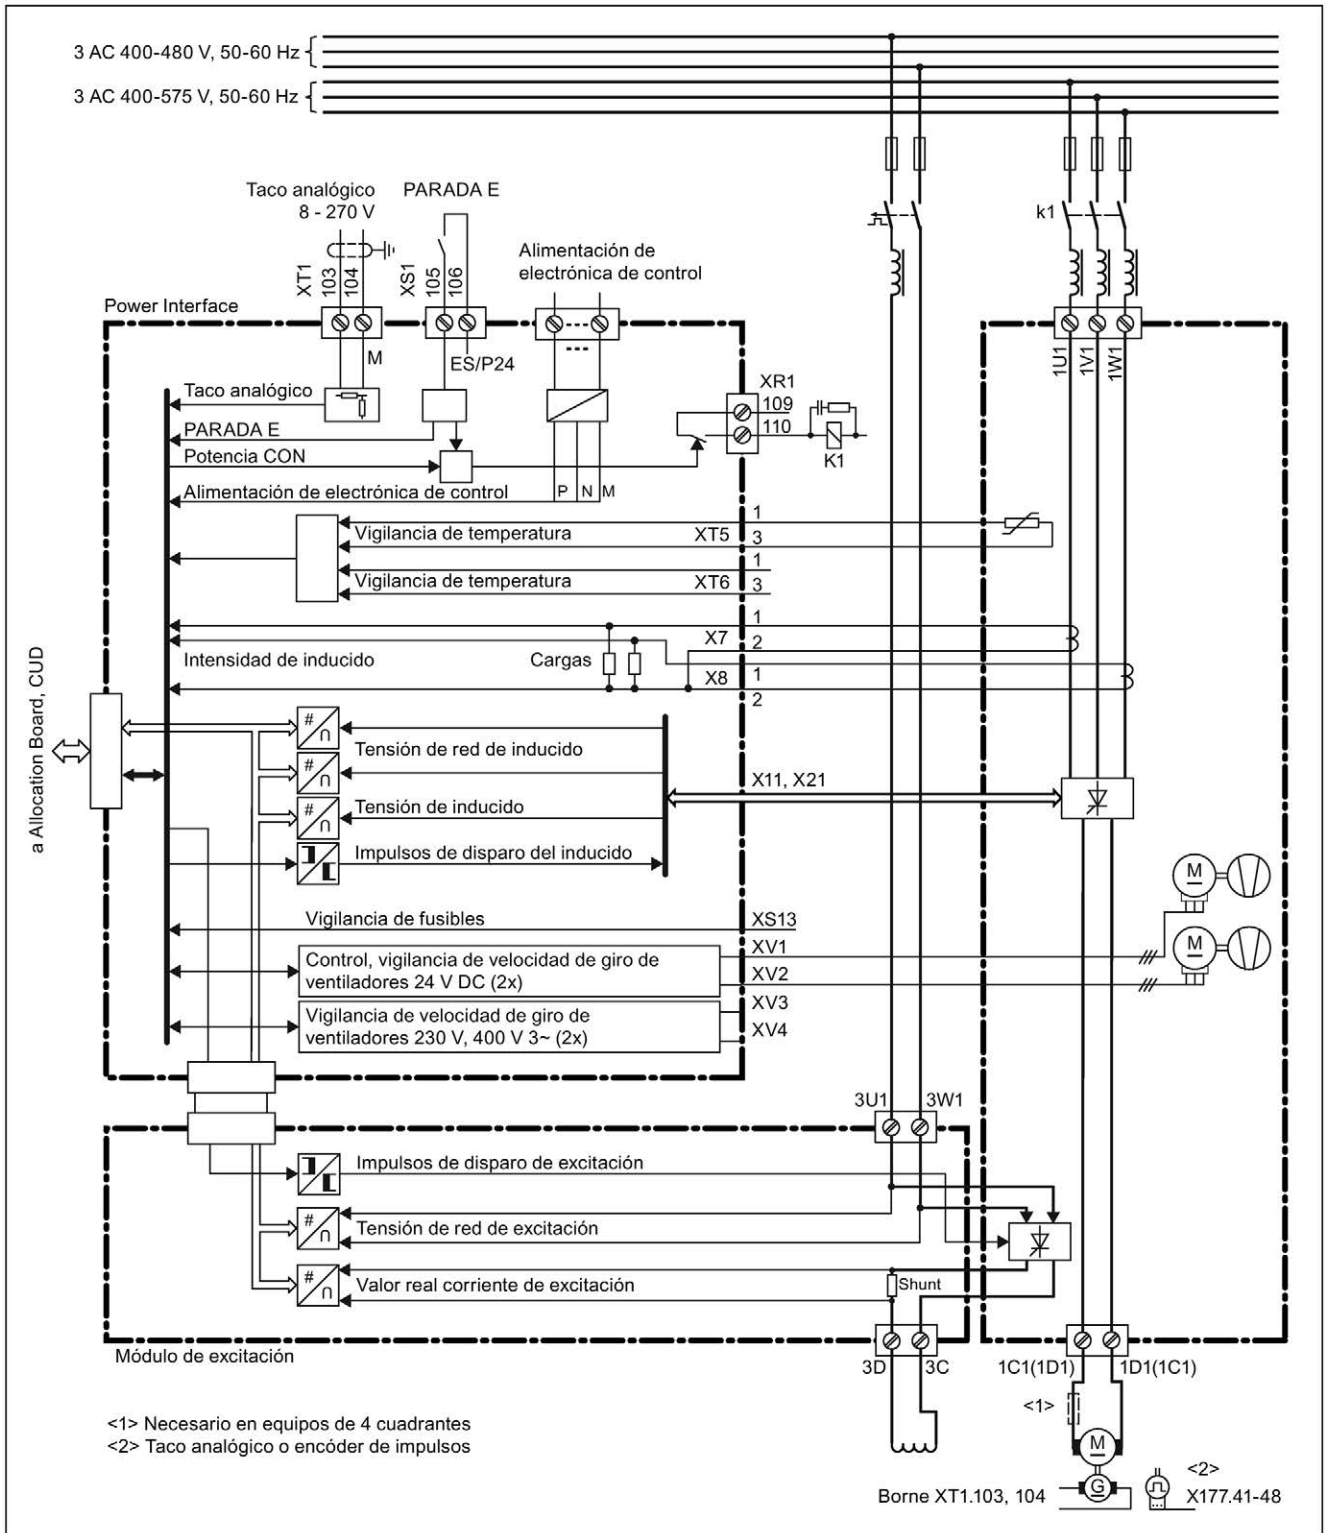 3 AC 400-480 V, 50-60 Hz
3 AC 400-575 V, 50-60 Hz
Taco analógico
8 - 270 V
PARADA E
k1
Alimentación de
electrónica de control
XT1
103
104
XS1
105
106
Power Interface
1U1
1V1
1W1
M
ES/P24
Taco analógico
XR1
109
110
K1
PARADA E
Potencia CON
Alimentación de electrónica de control
P
N
M
1
Vigilancia de temperatura
XT5
3
1
Vigilancia de temperatura
XT6
3
1
X7
2
Intensidad de inducido
Cargas
X8
1
2
a Allocation Board, CUD
#
∩
Tensión de red de inducido
#
∩
X11, X21
#
∩
Tensión de inducido
Impulsos de disparo del inducido
M
Vigilancia de fusibles
XS13
M
Control, vigilancia de velocidad de giro de
ventiladores 24 V DC (2x)
XV1
XV2
Vigilancia de velocidad de giro de
ventiladores 230 V, 400 V 3~ (2x)
XV3
XV4
3U1
3W1
Impulsos de disparo de excitación
#
∩
Tensión de red de excitación
#
∩
Valor real corriente de excitación
Shunt
Módulo de excitación
3D
3C
1C1(1D1)
1D1(1C1)
<1>
<1> Necesario en equipos de 4 cuadrantes
<2> Taco analógico o encóder de impulsos
M
G
<2>
Borne XT1.103, 104
X177.41-48